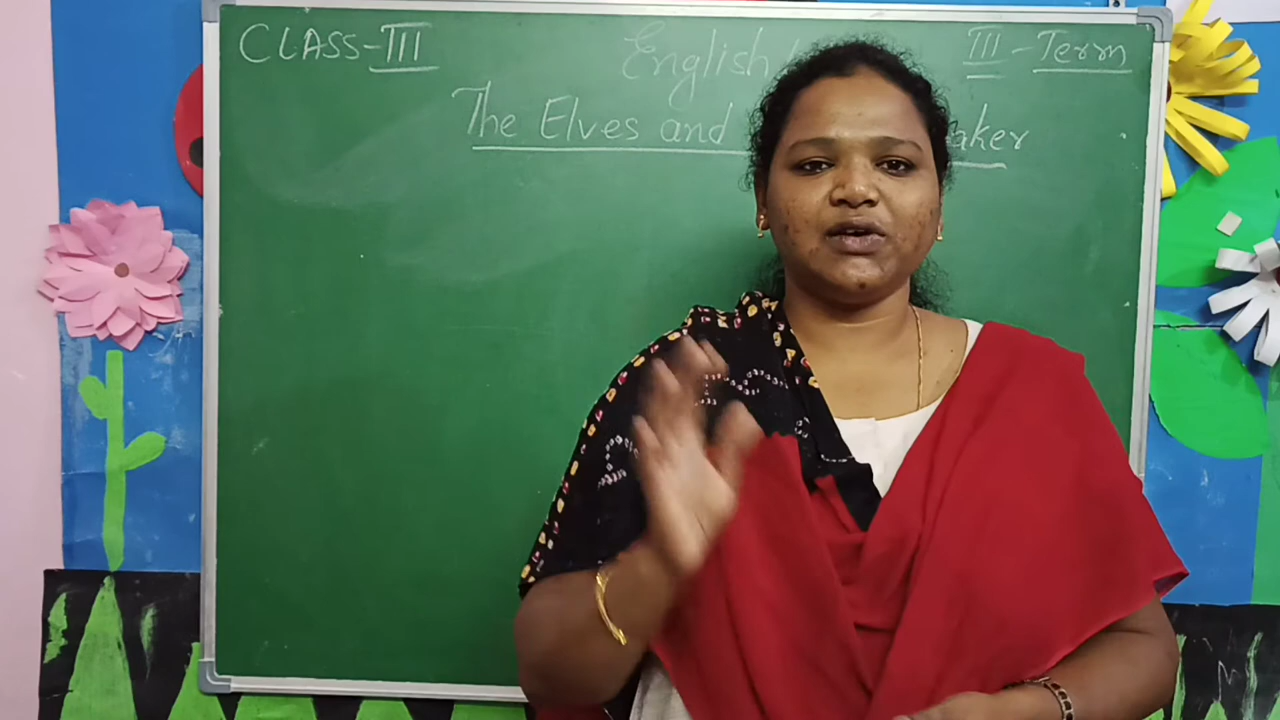 CLASS-III English III - Term
The Elves and aker